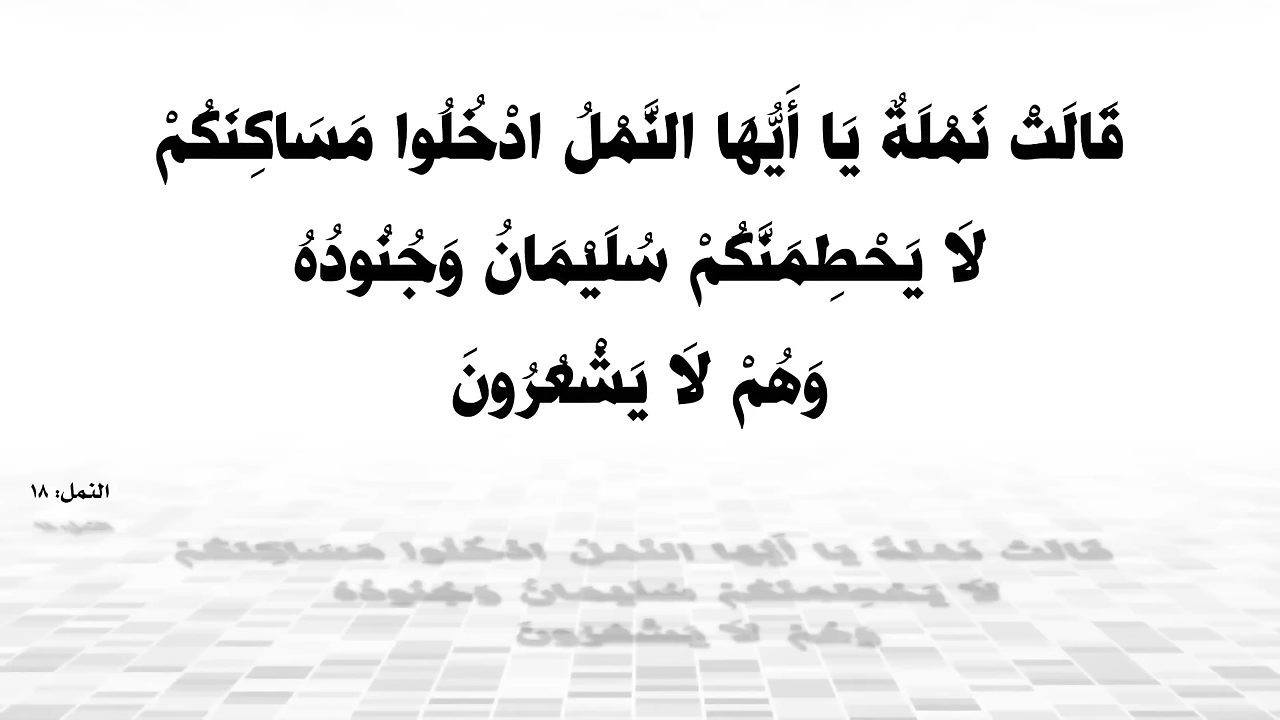 قَالَتْ نَمْلَةٌ يَا أَيُّهَا النَّمْلُ ادْخُلُوا مَسَاكِنَكُمْ
لَا يَحْطِمَنَّكُمْ سُلَيْمَانُ وَجُنُودُهُ
وَهُمْ لَا يَشْعُرُونَ
النمل: ١٨